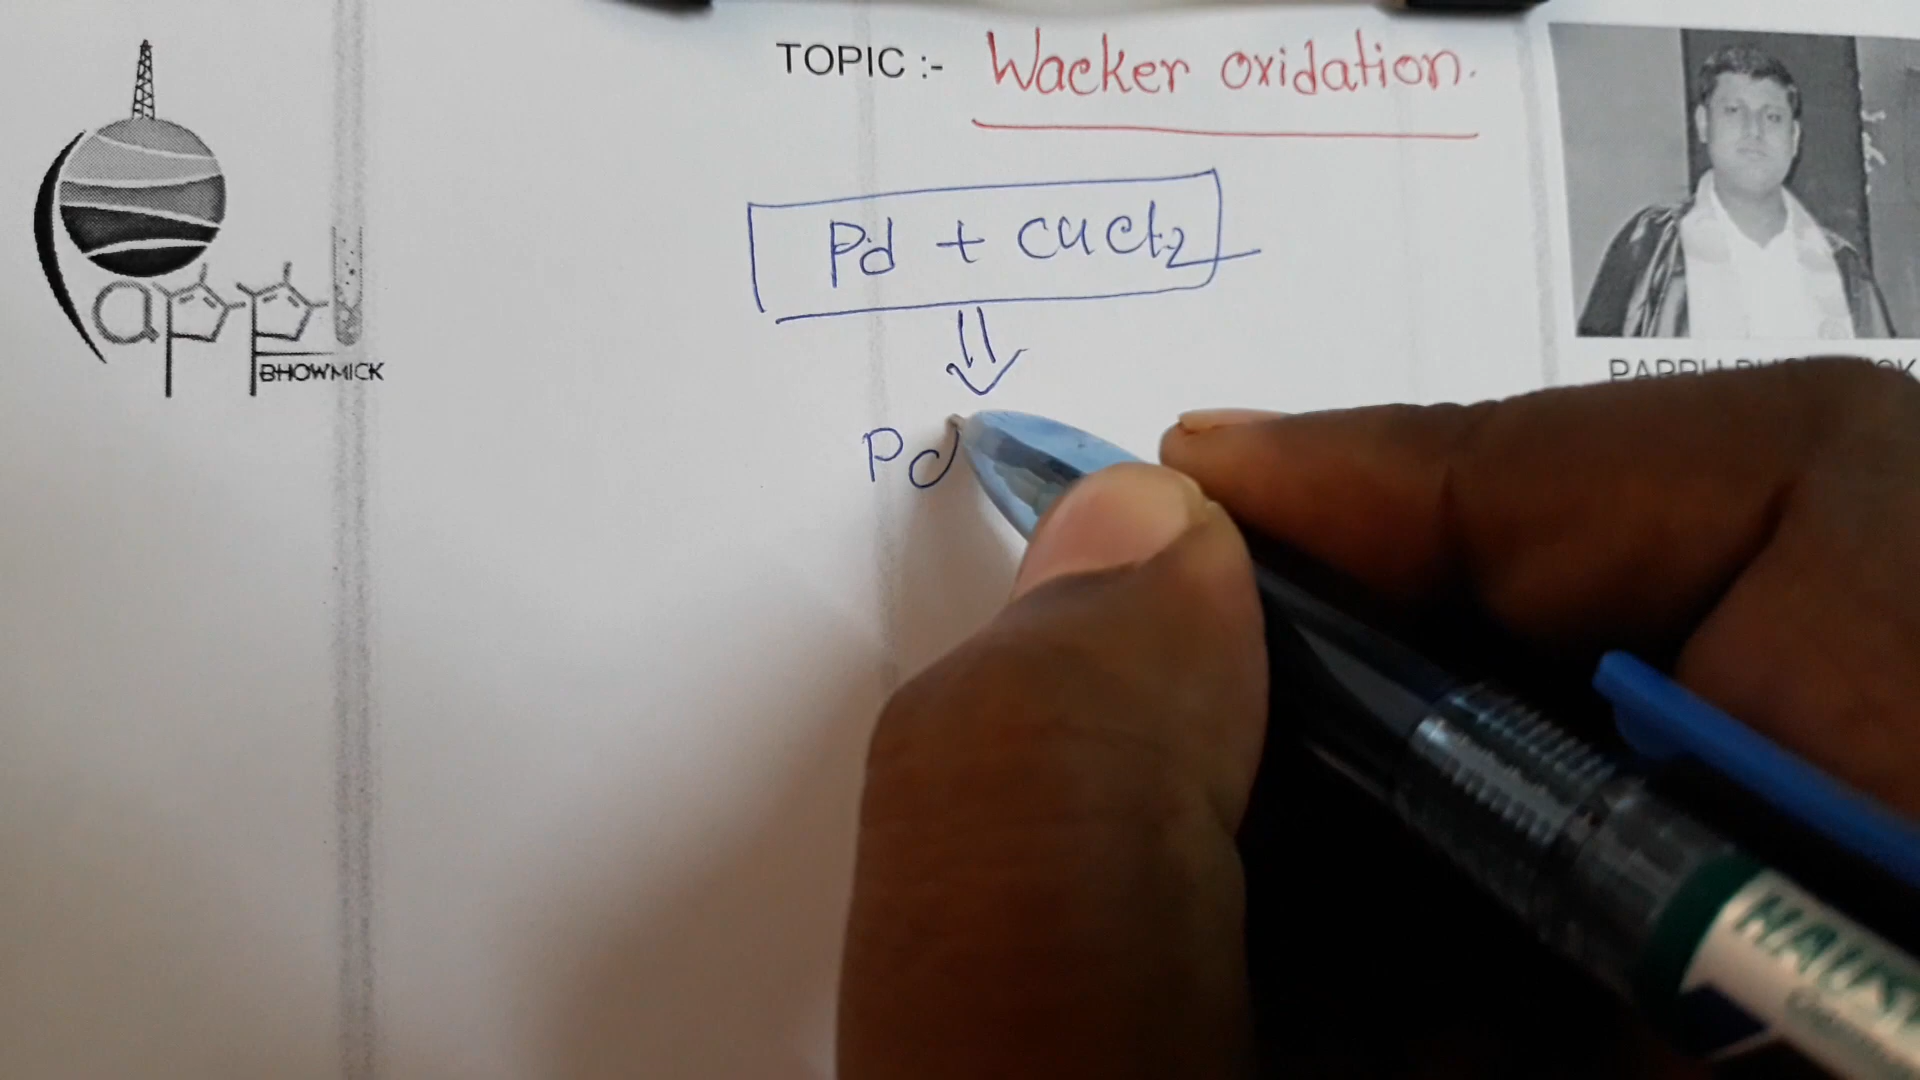 TOPIC :- Wacker oxidation.
Pd + CuCl2
Pd
BHOWMICK